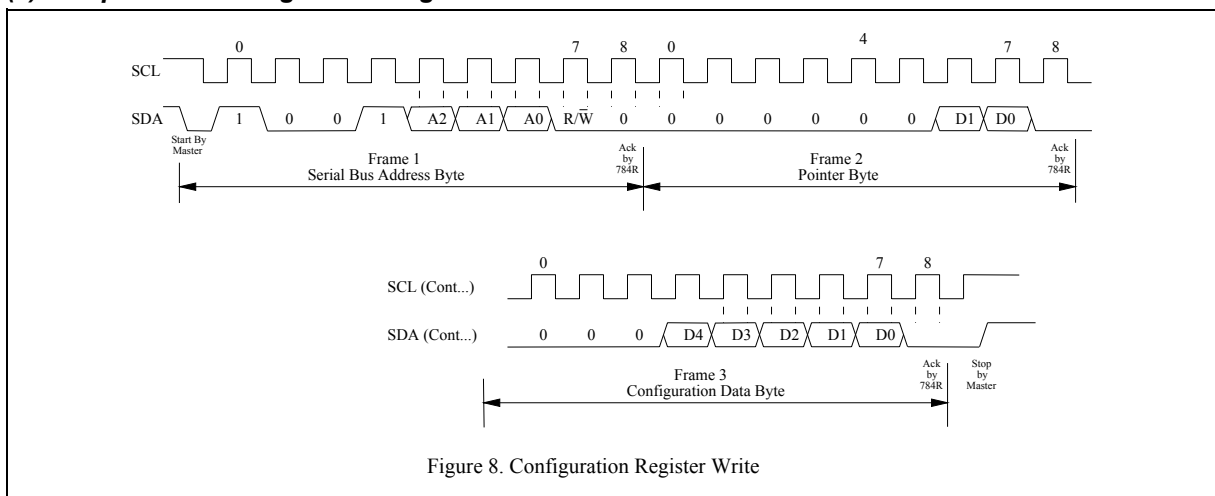 0 7 8 0 4 7 8
SCL
SDA 1 0 0 1 A2 A1 A0 R/W̅ 0 0 0 0 0 0 0 D1 D0
Start By
Master
Ack
by
784R
Ack
by
784R
Frame 1
Serial Bus Address Byte
Frame 2
Pointer Byte
0 7 8
SCL (Cont...)
SDA (Cont...) 0 0 0 D4 D3 D2 D1 D0
Ack
by
784R
Stop
by
Master
Frame 3
Configuration Data Byte
Figure 8. Configuration Register Write